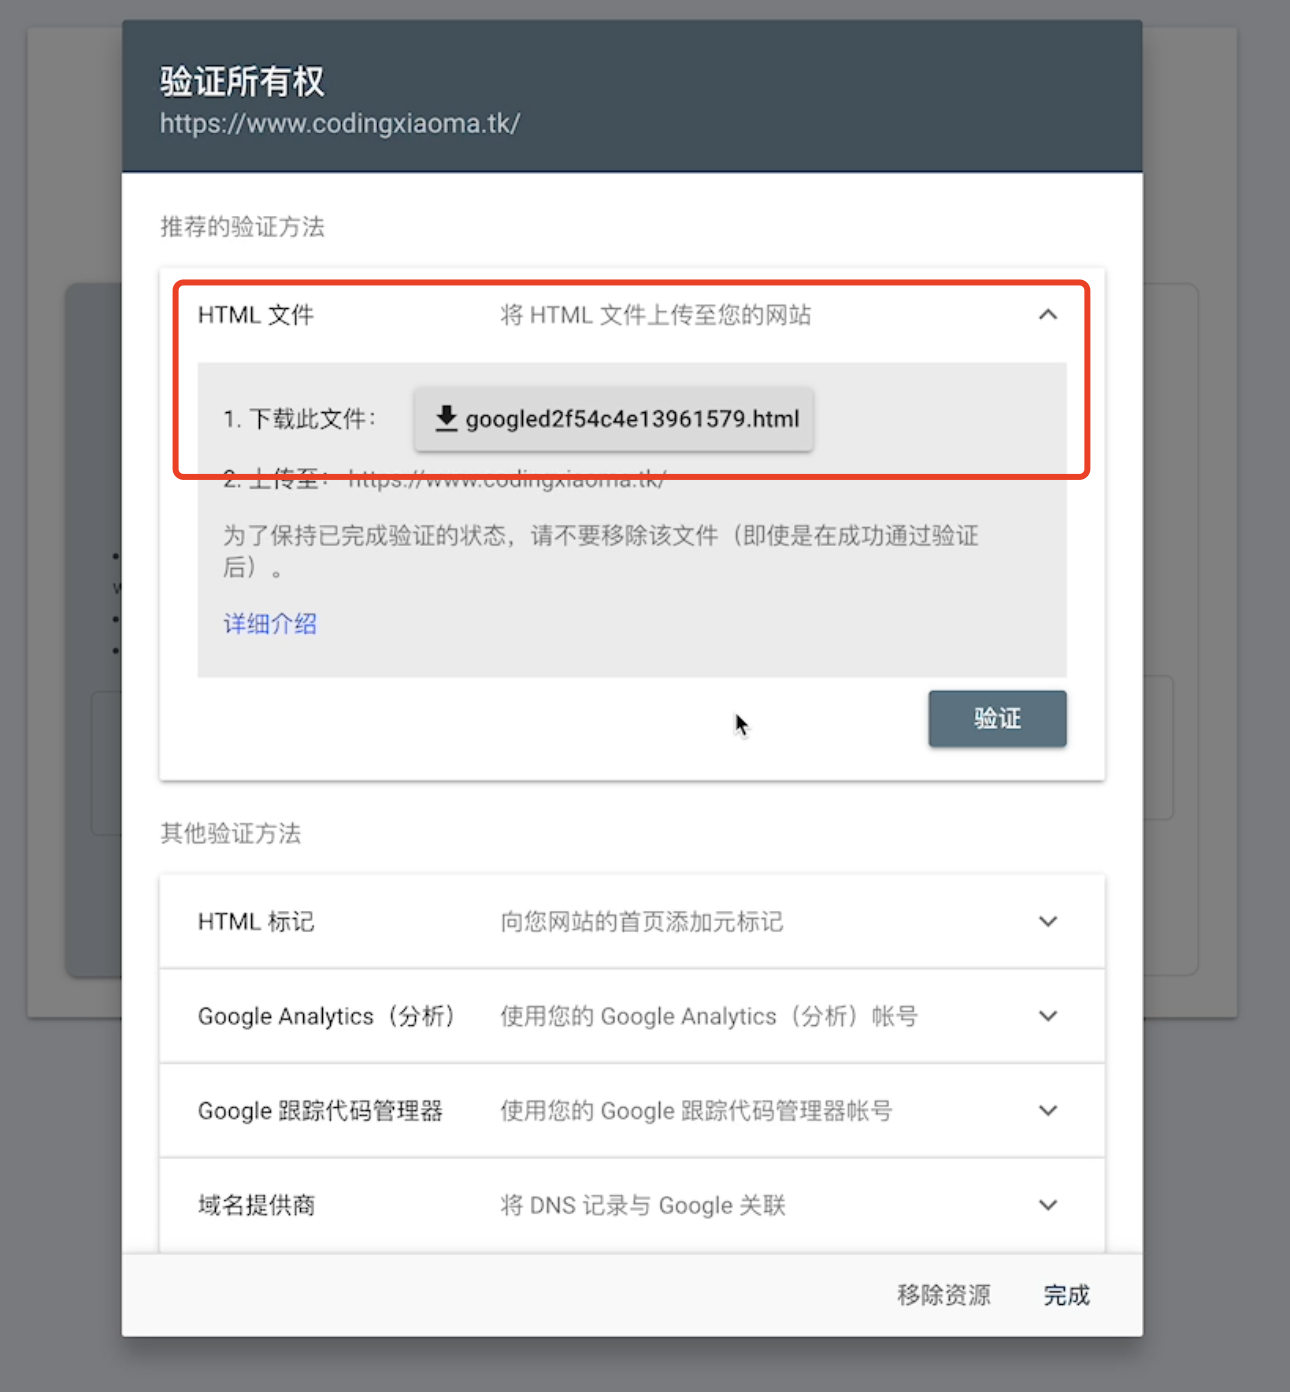 验证所有权
https://www.codingxiaoma.tk/
推荐的验证方法
HTML 文件
将 HTML 文件上传至您的网站
1. 下载此文件：
googled2f54c4e13961579.html
2. 上传至： https://www.codingxiaoma.tk/
为了保持已完成验证的状态，请不要移除该文件（即使是在成功通过验证
后）。
详细介绍
验证
其他验证方法
HTML 标记
向您网站的首页添加元标记
Google Analytics（分析）
使用您的 Google Analytics（分析）帐号
Google 跟踪代码管理器
使用您的 Google 跟踪代码管理器帐号
域名提供商
将 DNS 记录与 Google 关联
移除资源
完成